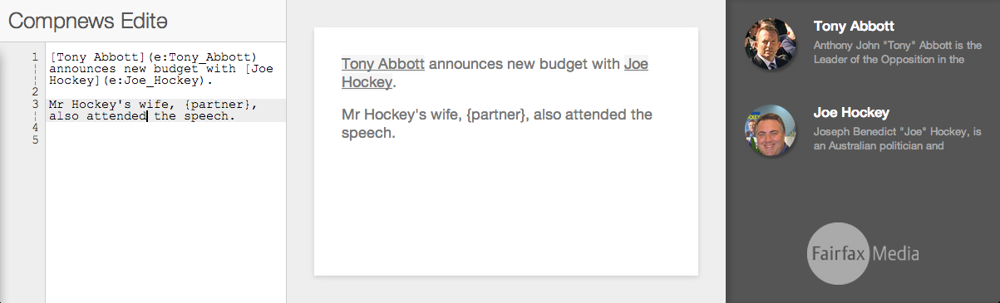 Compnews Editə
1 [Tony Abbott](e:Tony_Abbott)
announces new budget with [Joe
Hockey](e:Joe_Hockey).
2
3 Mr Hockey's wife, {partner},
also attended the speech.
4
5
Tony Abbott announces new budget with Joe
Hockey.
Mr Hockey's wife, {partner}, also attended the
speech.
Tony Abbott
Anthony John "Tony" Abbott is the
Leader of the Opposition in the
Joe Hockey
Joseph Benedict "Joe" Hockey, is
an Australian politician and
Fairfax Media